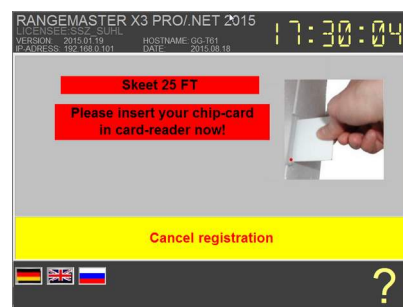 RANGEMASTER X3 PRO/.NET 2015
LICENSEE:SSZ_SUHL
VERSION: 2015.01.19 HOSTNAME: GG-T61
IP-ADRESS: 192.168.0.101 DATE: 2015.08.18
17:30:04
Skeet 25 FT
Please insert your chip-card
in card-reader now!
Cancel registration
?